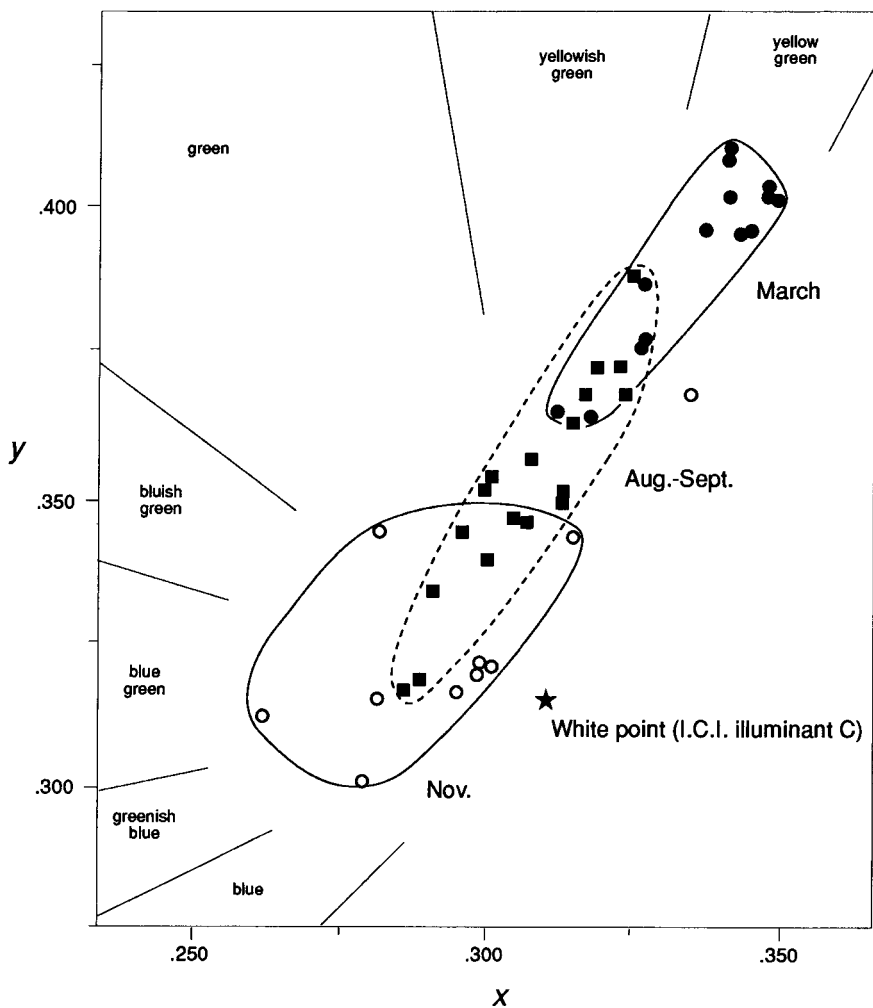 yellowish
green
yellow
green
green
.400
March
y
Aug.-Sept.
bluish
green
.350
blue
green
White point (I.C.I. illuminant C)
.300
Nov.
greenish
blue
blue
.250
.300
.350
x